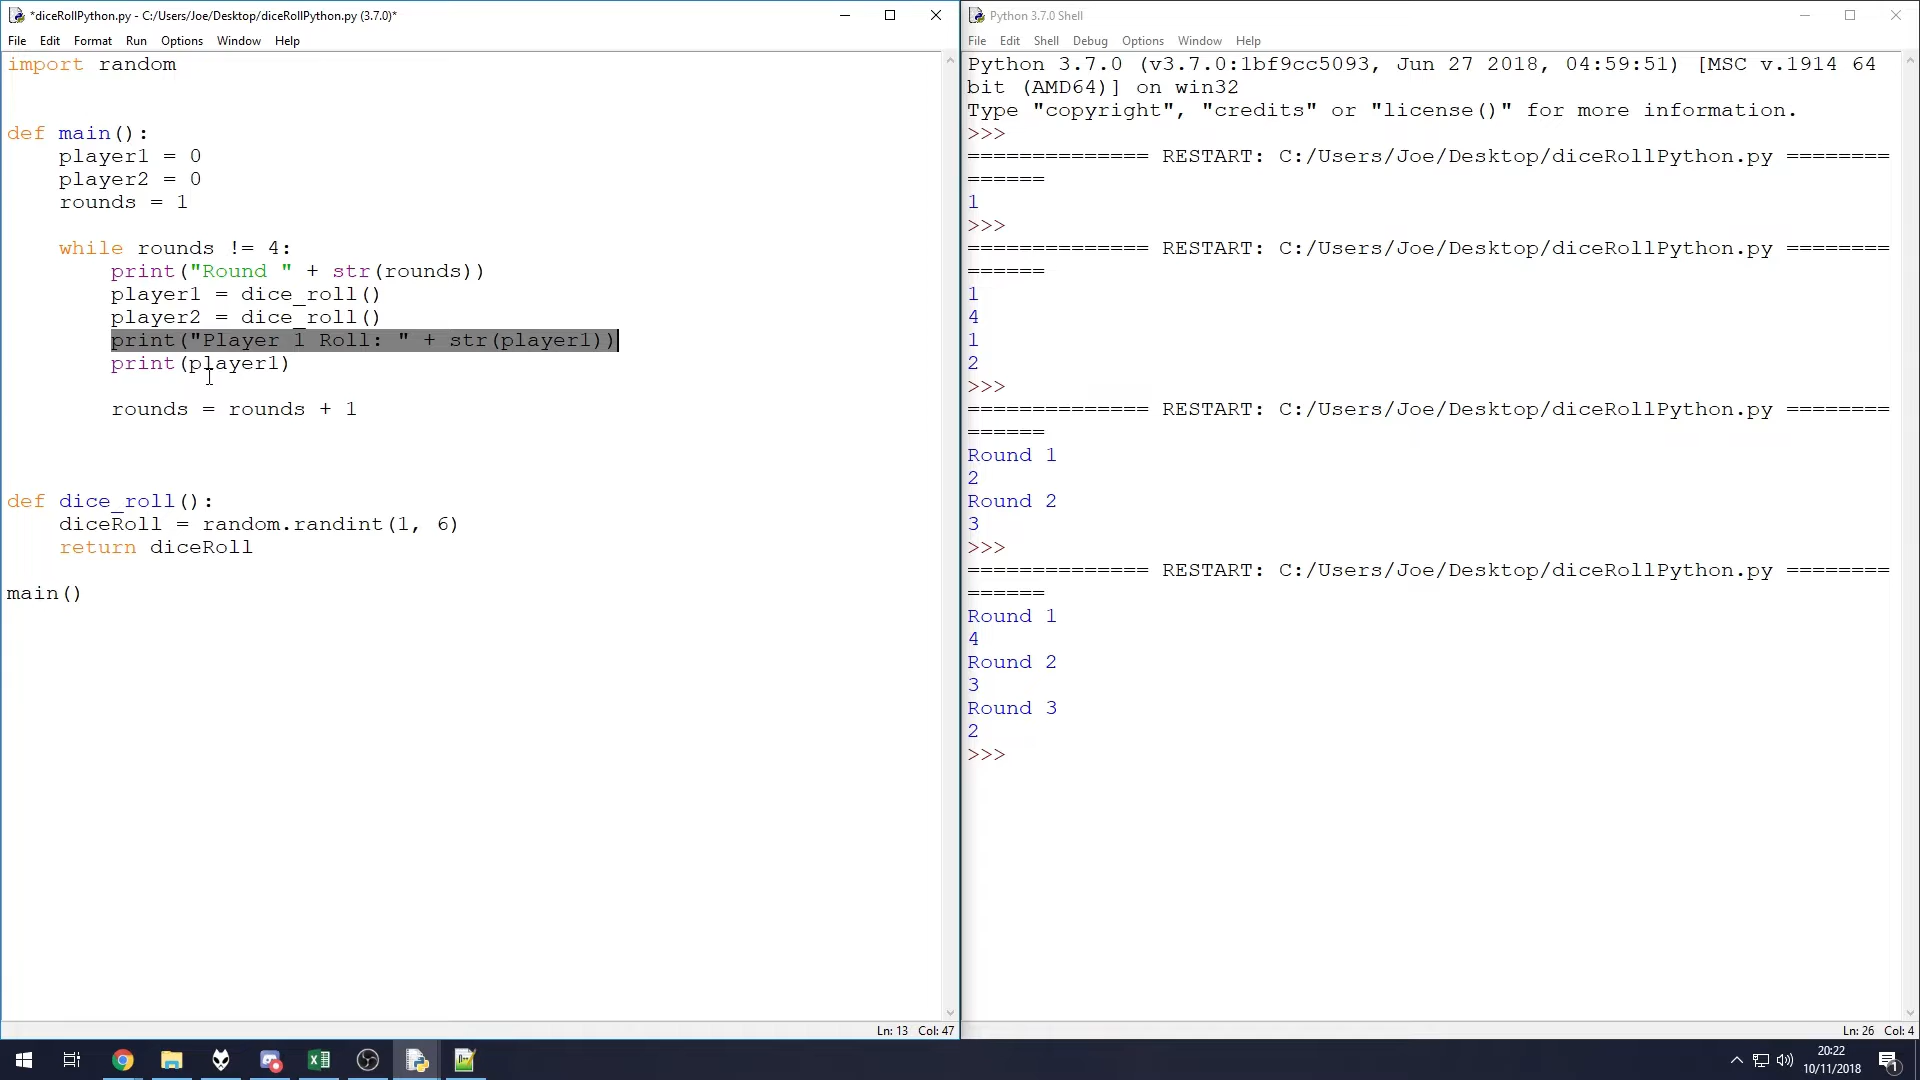 *diceRollPython.py - C:/Users/Joe/Desktop/diceRollPython.py (3.7.0)*
File Edit Format Run Options Window Help
import random
def main():
    player1 = 0
    player2 = 0
    rounds = 1
    while rounds != 4:
        print("Round " + str(rounds))
        player1 = dice_roll()
        player2 = dice_roll()
        print("Player 1 Roll: " + str(player1))
        print(player1)
        rounds = rounds + 1
def dice_roll():
    diceRoll = random.randint(1, 6)
    return diceRoll
main()
Ln: 13 Col: 47
Python 3.7.0 Shell
File Edit Shell Debug Options Window Help
Python 3.7.0 (v3.7.0:1bf9cc5093, Jun 27 2018, 04:59:51) [MSC v.1914 64
bit (AMD64)] on win32
Type "copyright", "credits" or "license()" for more information.
>>>
============== RESTART: C:/Users/Joe/Desktop/diceRollPython.py ========
======
1
>>>
============== RESTART: C:/Users/Joe/Desktop/diceRollPython.py ========
======
1
4
1
2
>>>
============== RESTART: C:/Users/Joe/Desktop/diceRollPython.py ========
======
Round 1
2
Round 2
3
>>>
============== RESTART: C:/Users/Joe/Desktop/diceRollPython.py ========
======
Round 1
4
Round 2
3
Round 3
2
>>>
Ln: 26 Col: 4
20:22
10/11/2018
1